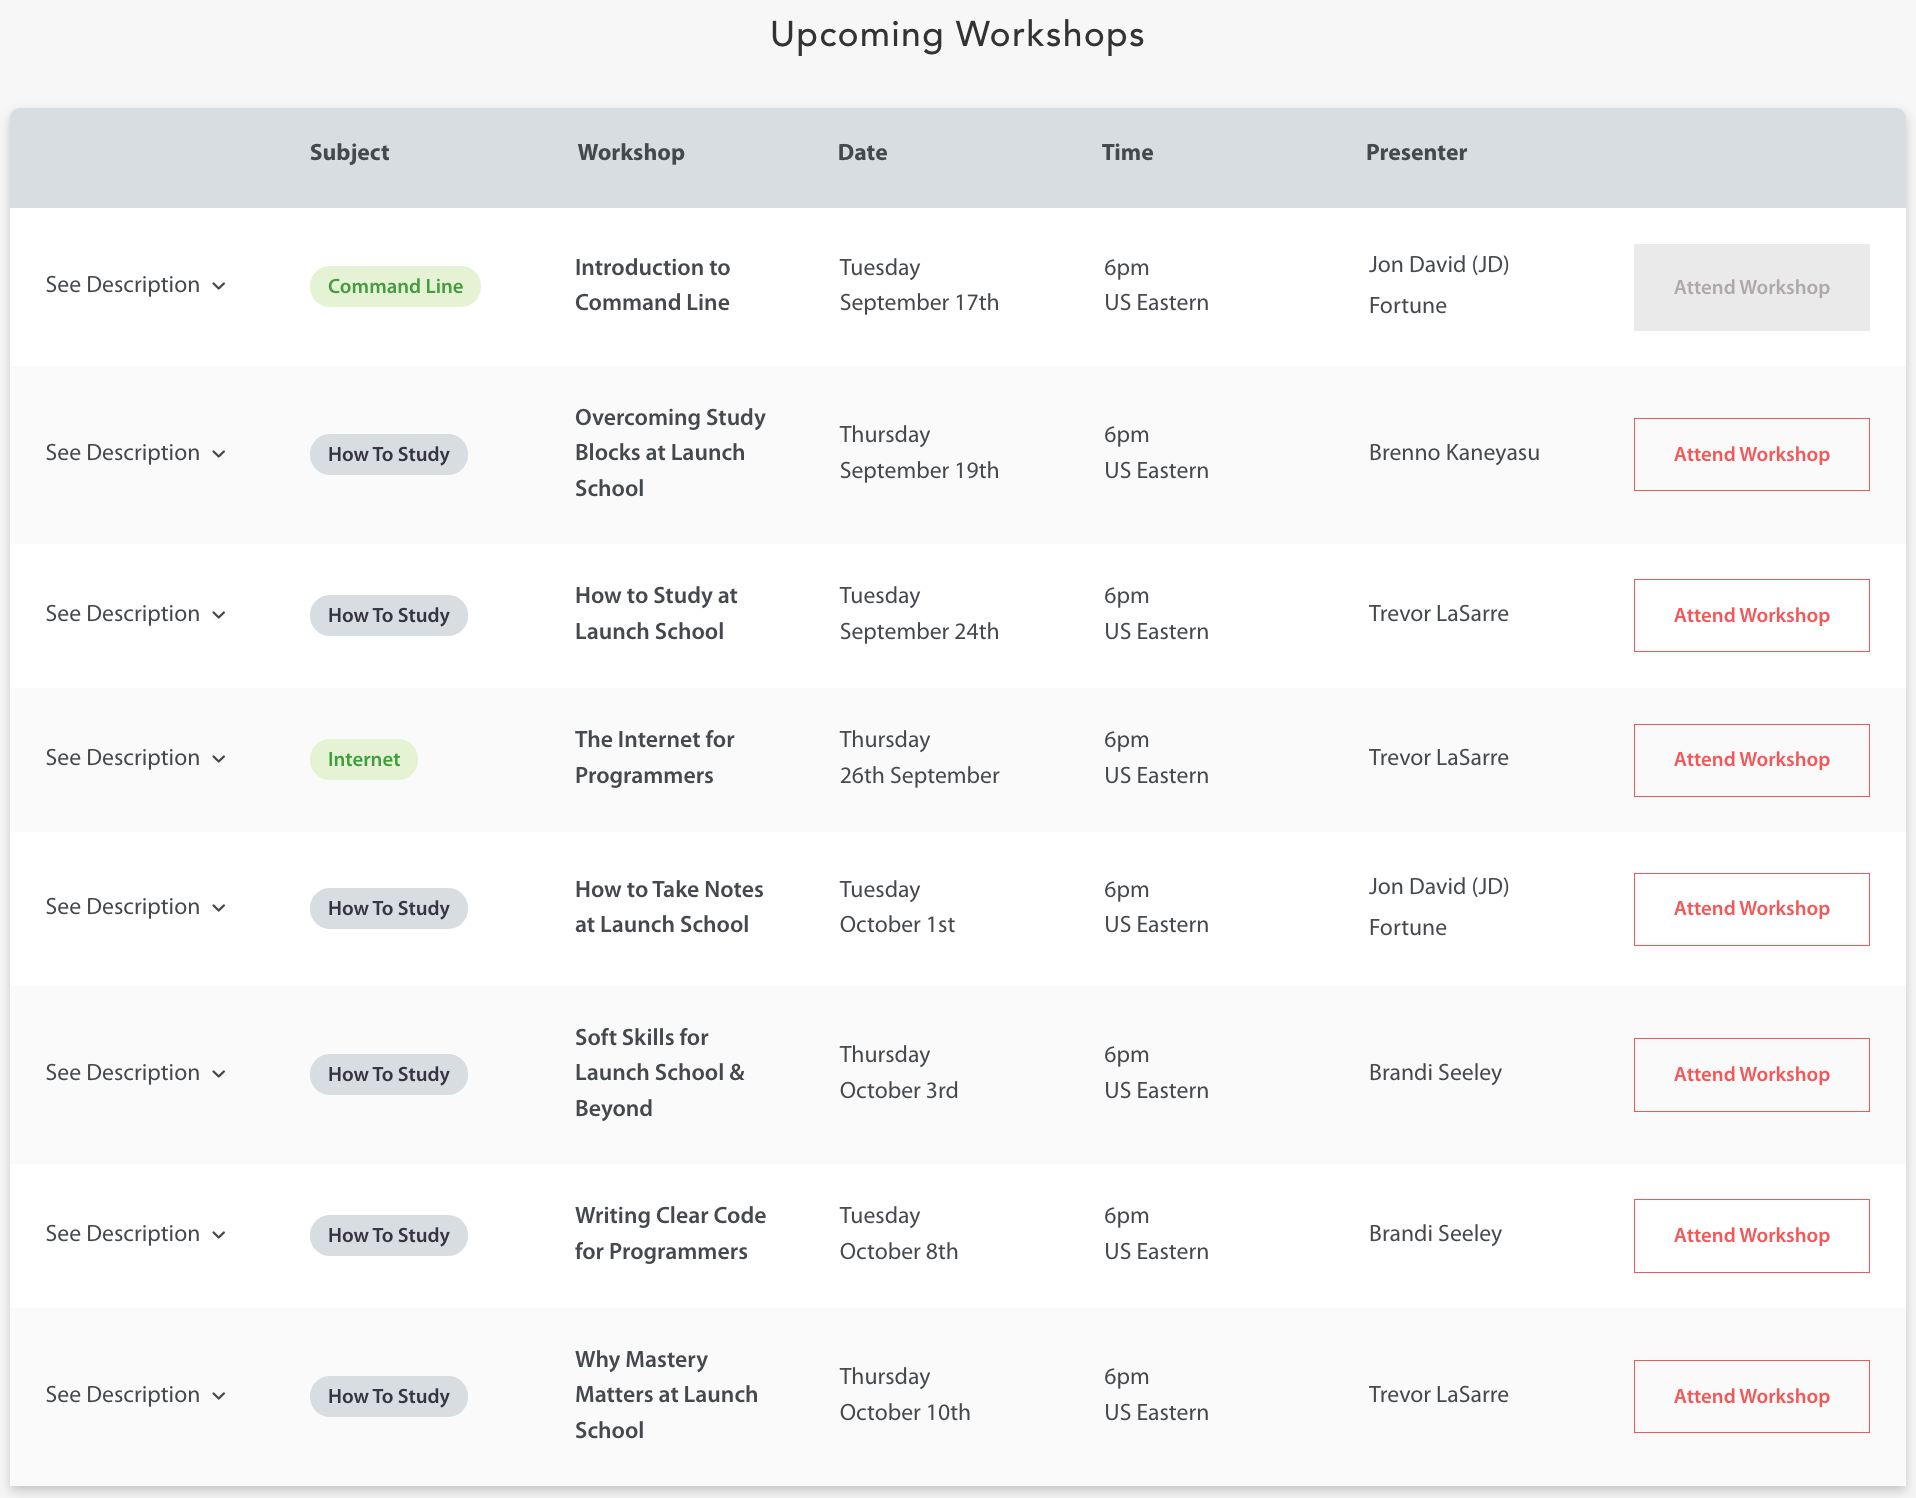 Upcoming Workshops
Subject Workshop Date Time Presenter
See Description Command Line Introduction to Command Line Tuesday September 17th 6pm US Eastern Jon David (JD) Fortune Attend Workshop
See Description How To Study Overcoming Study Blocks at Launch School Thursday September 19th 6pm US Eastern Brenno Kaneyasu Attend Workshop
See Description How To Study How to Study at Launch School Tuesday September 24th 6pm US Eastern Trevor LaSarre Attend Workshop
See Description Internet The Internet for Programmers Thursday 26th September 6pm US Eastern Trevor LaSarre Attend Workshop
See Description How To Study How to Take Notes at Launch School Tuesday October 1st 6pm US Eastern Jon David (JD) Fortune Attend Workshop
See Description How To Study Soft Skills for Launch School & Beyond Thursday October 3rd 6pm US Eastern Brandi Seeley Attend Workshop
See Description How To Study Writing Clear Code for Programmers Tuesday October 8th 6pm US Eastern Brandi Seeley Attend Workshop
See Description How To Study Why Mastery Matters at Launch School Thursday October 10th 6pm US Eastern Trevor LaSarre Attend Workshop